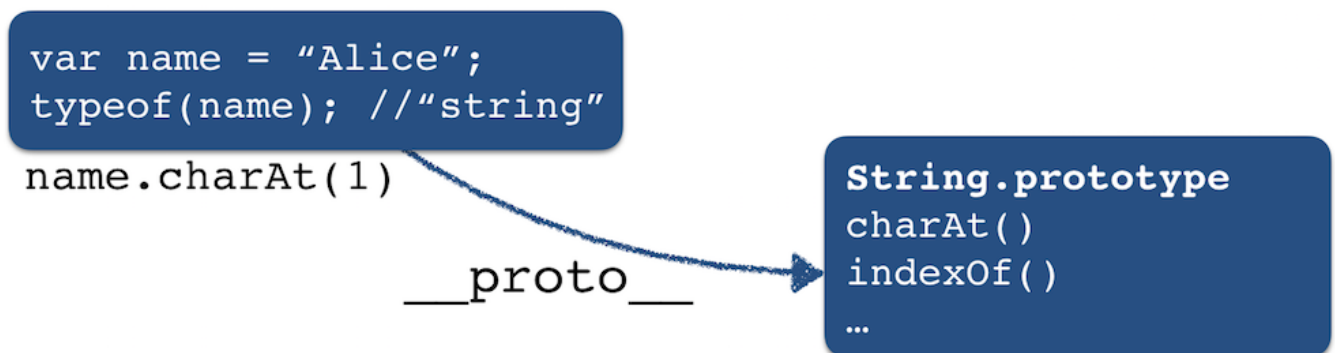 var name = “Alice”;
typeof(name); //“string”
name.charAt(1)
__proto__
String.prototype
charAt()
indexOf()
…